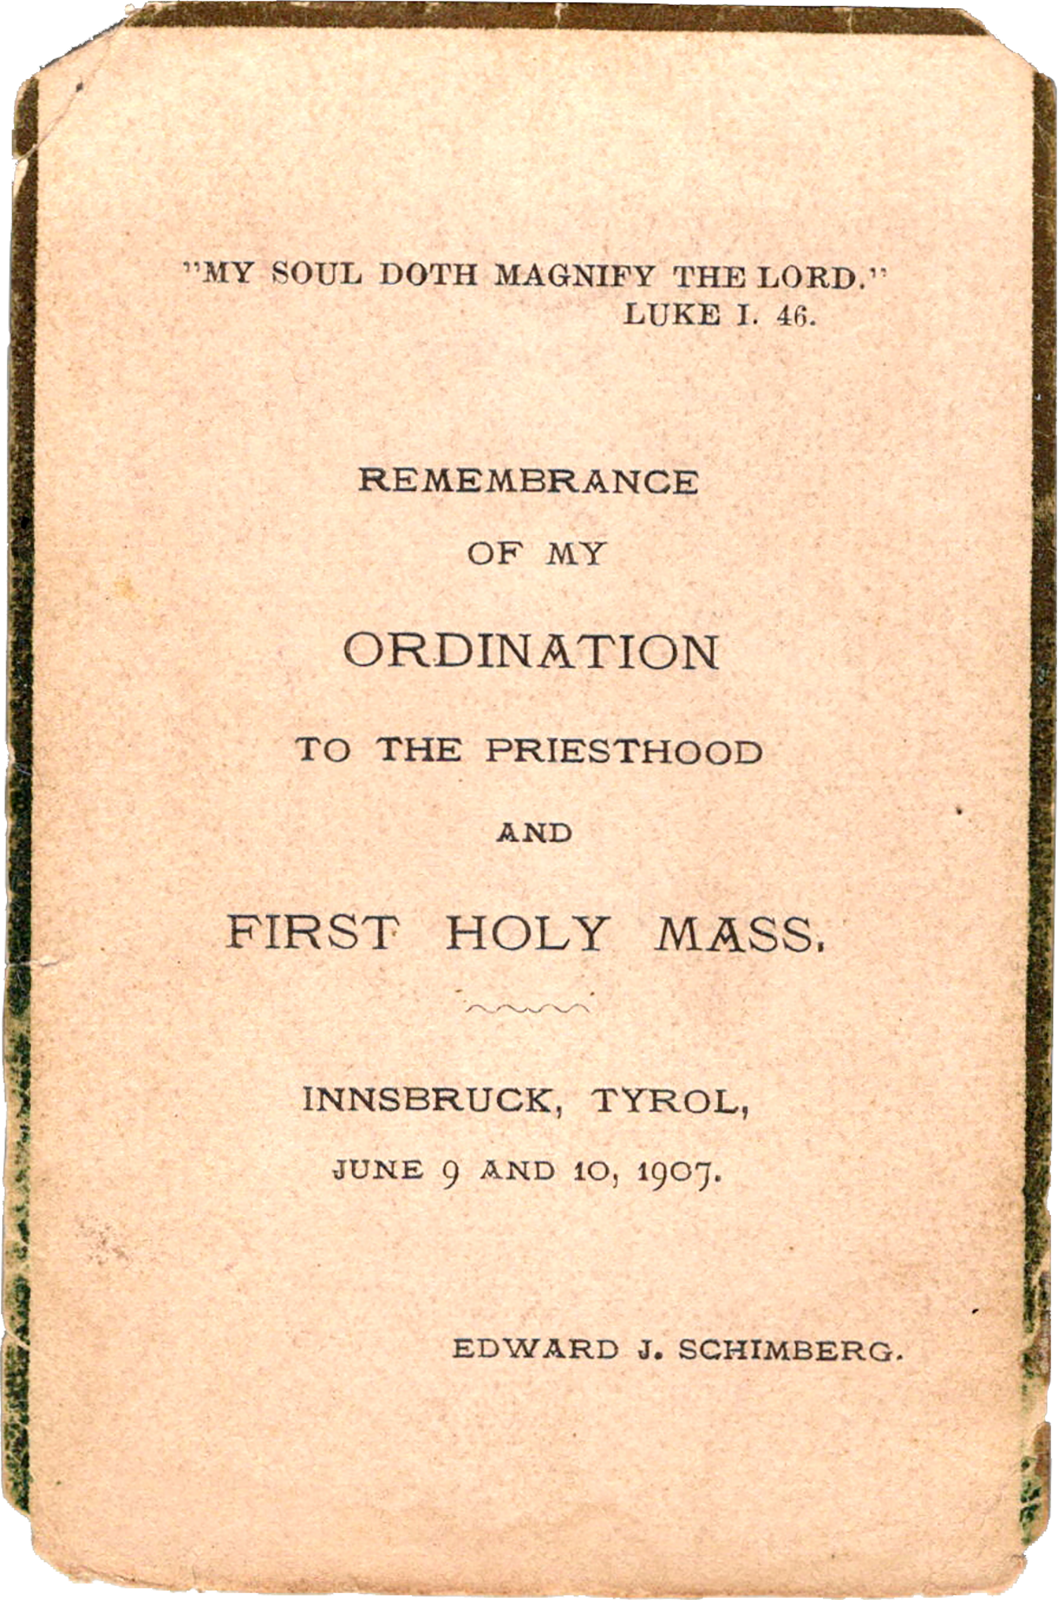 ”MY SOUL DOTH MAGNIFY THE LORD.”
LUKE I. 46.
REMEMBRANCE
OF MY
ORDINATION
TO THE PRIESTHOOD
AND
FIRST HOLY MASS.
INNSBRUCK, TYROL,
JUNE 9 AND 10, 1907.
EDWARD J. SCHIMBERG.